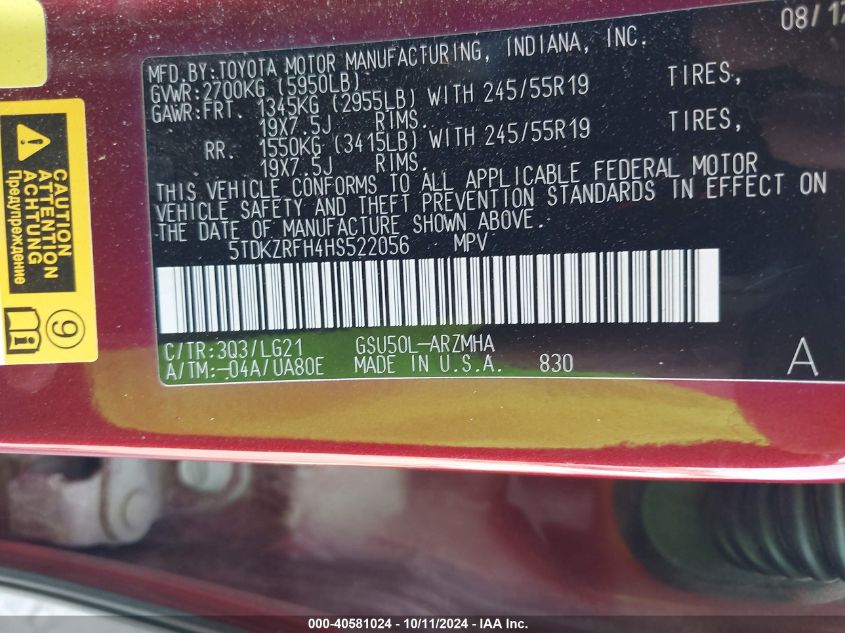 08/17
MFD.BY:TOYOTA MOTOR MANUFACTURING, INDIANA, INC.
GVWR:2700KG (5950LB)
GAWR:FRT. 1345KG (2955LB) WITH 245/55R19 TIRES,
19X7.5J RIMS.
RR. 1550KG (3415LB) WITH 245/55R19 TIRES,
19X7.5J RIMS.
THIS VEHICLE CONFORMS TO ALL APPLICABLE FEDERAL MOTOR
VEHICLE SAFETY AND THEFT PREVENTION STANDARDS IN EFFECT ON
THE DATE OF MANUFACTURE SHOWN ABOVE.
5TDKZRFH4HS522056 MPV
C/TR:3Q3/LG21 GSU50L-ARZMHA
A/TM:-04A/UA80E MADE IN U.S.A. 830
A
CAUTION
ATTENTION
ACHTUNG
Предупреждение
9
000-40581024 - 10/11/2024 - IAA Inc.